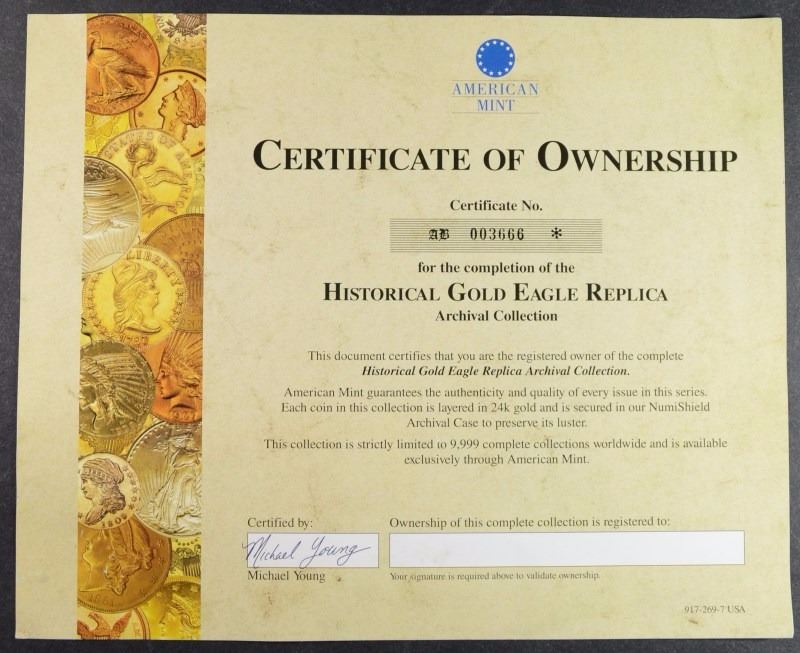 AMERICAN
MINT
CERTIFICATE OF OWNERSHIP
Certificate No.
AB 003666 *
for the completion of the
HISTORICAL GOLD EAGLE REPLICA
Archival Collection
This document certifies that you are the registered owner of the complete
Historical Gold Eagle Replica Archival Collection.
American Mint guarantees the authenticity and quality of every issue in this series.
Each coin in this collection is layered in 24k gold and is secured in our NumiShield
Archival Case to preserve its luster.
This collection is strictly limited to 9,999 complete collections worldwide and is available
exclusively through American Mint.
Certified by:
Michael Young
Michael Young
Ownership of this complete collection is registered to:
Your signature is required above to validate ownership.
917-269-7 USA
STATES OF AMERICA
LIBERTY
1797